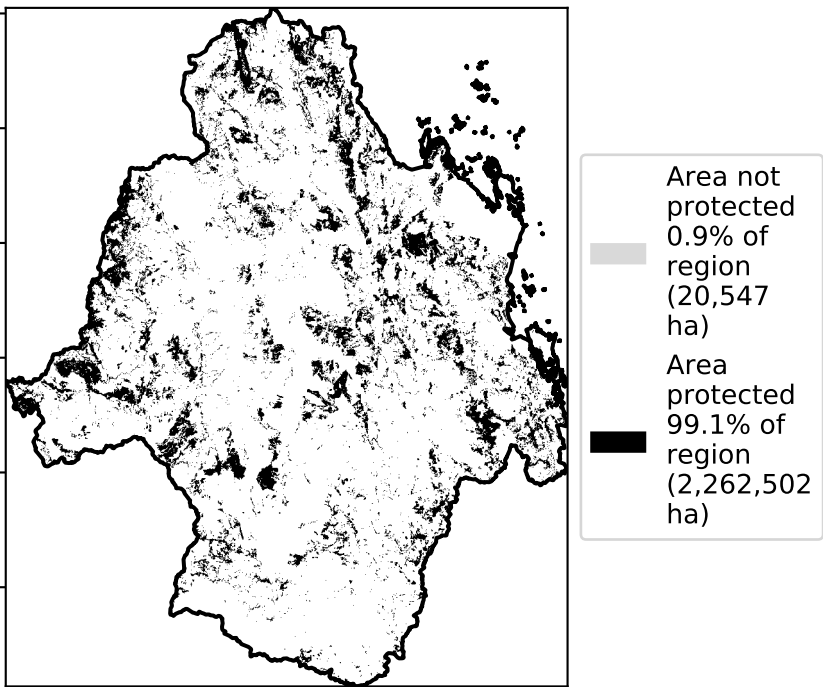 Area not
protected
0.9% of
region
(20,547
ha)
Area
protected
99.1% of
region
(2,262,502
ha)